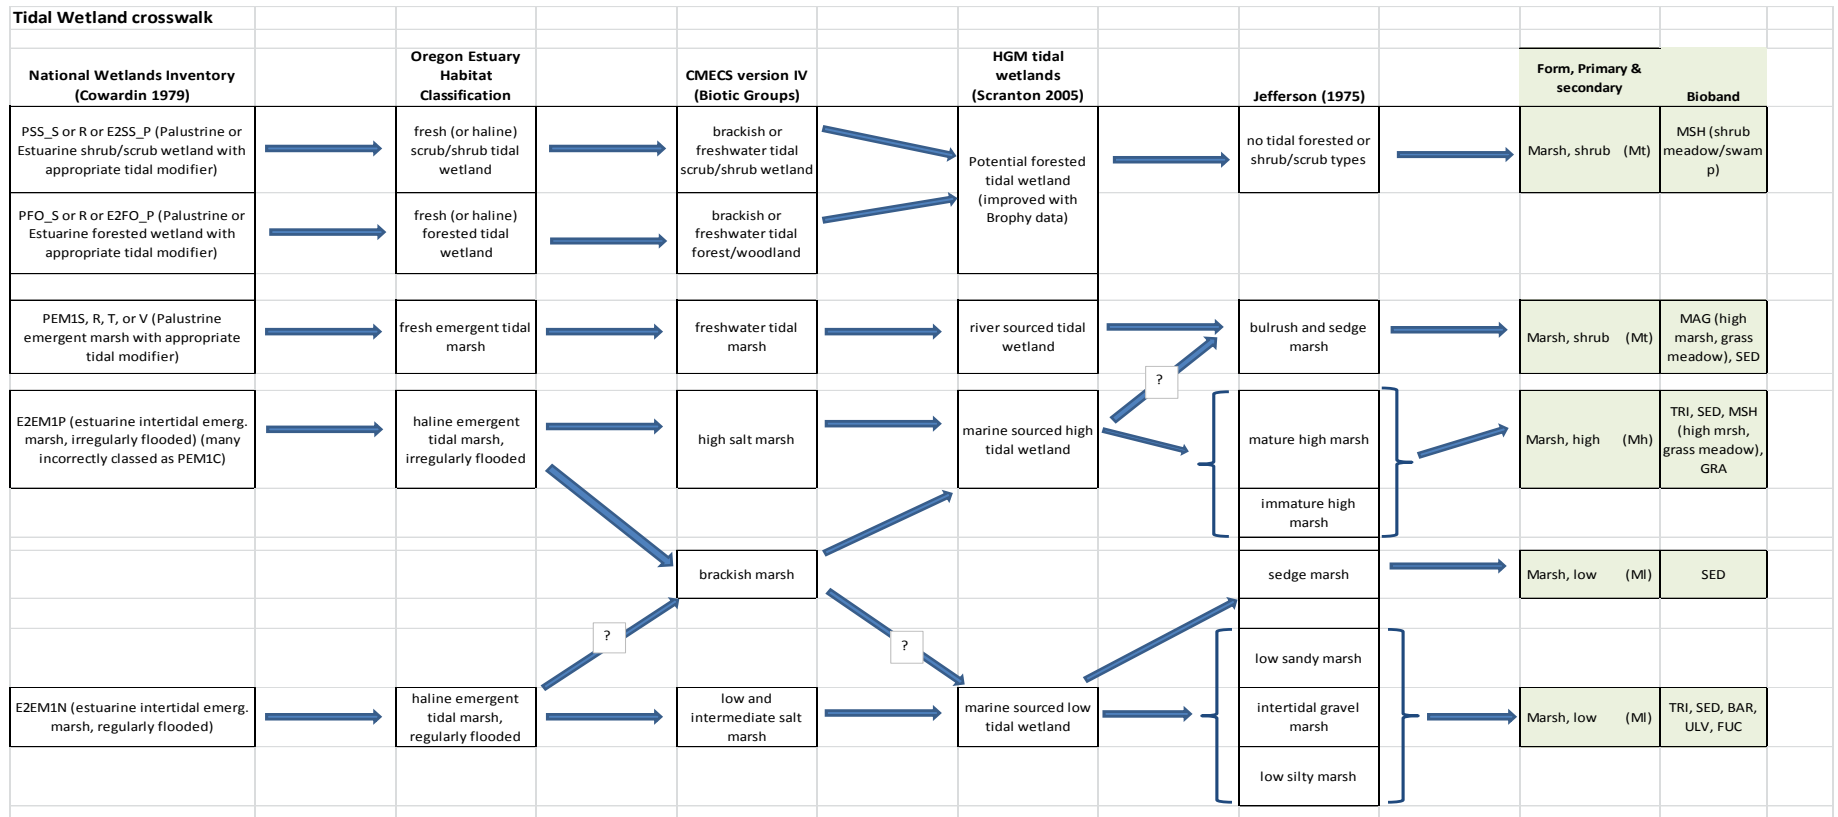 Tidal Wetland crosswalk
National Wetlands Inventory
(Cowardin 1979)
Oregon Estuary
Habitat
Classification
CMECS version IV
(Biotic Groups)
HGM tidal
wetlands
(Scranton 2005)
Jefferson (1975)
Form, Primary &
secondary
Bioband
PSS_S or R or E2SS_P (Palustrine or
Estuarine shrub/scrub wetland with
appropriate tidal modifier)
fresh (or haline)
scrub/shrub tidal
wetland
brackish or
freshwater tidal
scrub/shrub wetland
Potential forested
tidal wetland
(improved with
Brophy data)
no tidal forested or
shrub/scrub types
Marsh, shrub (Mt)
MSH (shrub
meadow/swam
p)
PFO_S or R or E2FO_P (Palustrine or
Estuarine forested wetland with
appropriate tidal modifier)
fresh (or haline)
forested tidal
wetland
brackish or
freshwater tidal
forest/woodland
PEM1S, R, T, or V (Palustrine
emergent marsh with appropriate
tidal modifier)
fresh emergent tidal
marsh
freshwater tidal
marsh
river sourced tidal
wetland
bulrush and sedge
marsh
Marsh, shrub (Mt)
MAG (high
marsh, grass
meadow), SED
?
E2EM1P (estuarine intertidal emerg.
marsh, irregularly flooded) (many
incorrectly classed as PEM1C)
haline emergent
tidal marsh,
irregularly flooded
high salt marsh
marine sourced high
tidal wetland
mature high marsh
Marsh, high (Mh)
TRI, SED, MSH
(high mrsh,
grass meadow),
GRA
immature high
marsh
brackish marsh
sedge marsh
Marsh, low (Ml)
SED
?
?
low sandy marsh
E2EM1N (estuarine intertidal emerg.
marsh, regularly flooded)
haline emergent
tidal marsh,
regularly flooded
low and
intermediate salt
marsh
marine sourced low
tidal wetland
intertidal gravel
marsh
Marsh, low (Ml)
TRI, SED, BAR,
ULV, FUC
low silty marsh